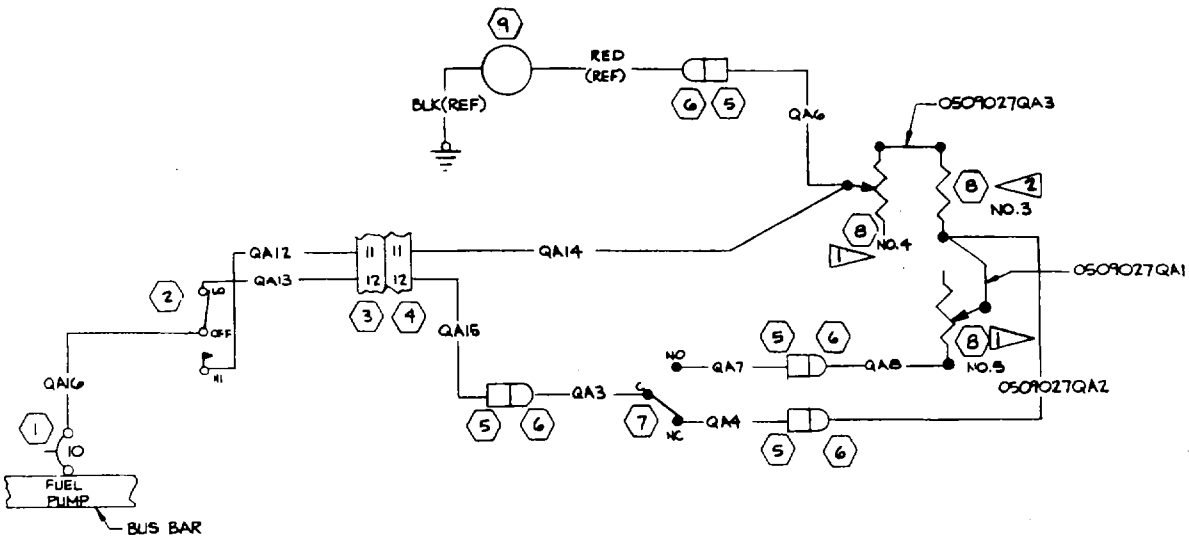 9
RED
(REF)
BLK(REF)
6
5
QA6
0509027QA3
8
2
NO.3
8
NO.4
1
QA12
11
11
QA14
QA13
12
12
2
LO
3
4
0509027QA1
OFF
QA15
HI
QA16
NO
QA7
5
6
QA8
8
1
NO.5
0509027QA2
1
10
5
6
QA3
C
7
NC
QA4
5
6
FUEL
PUMP
BUS BAR